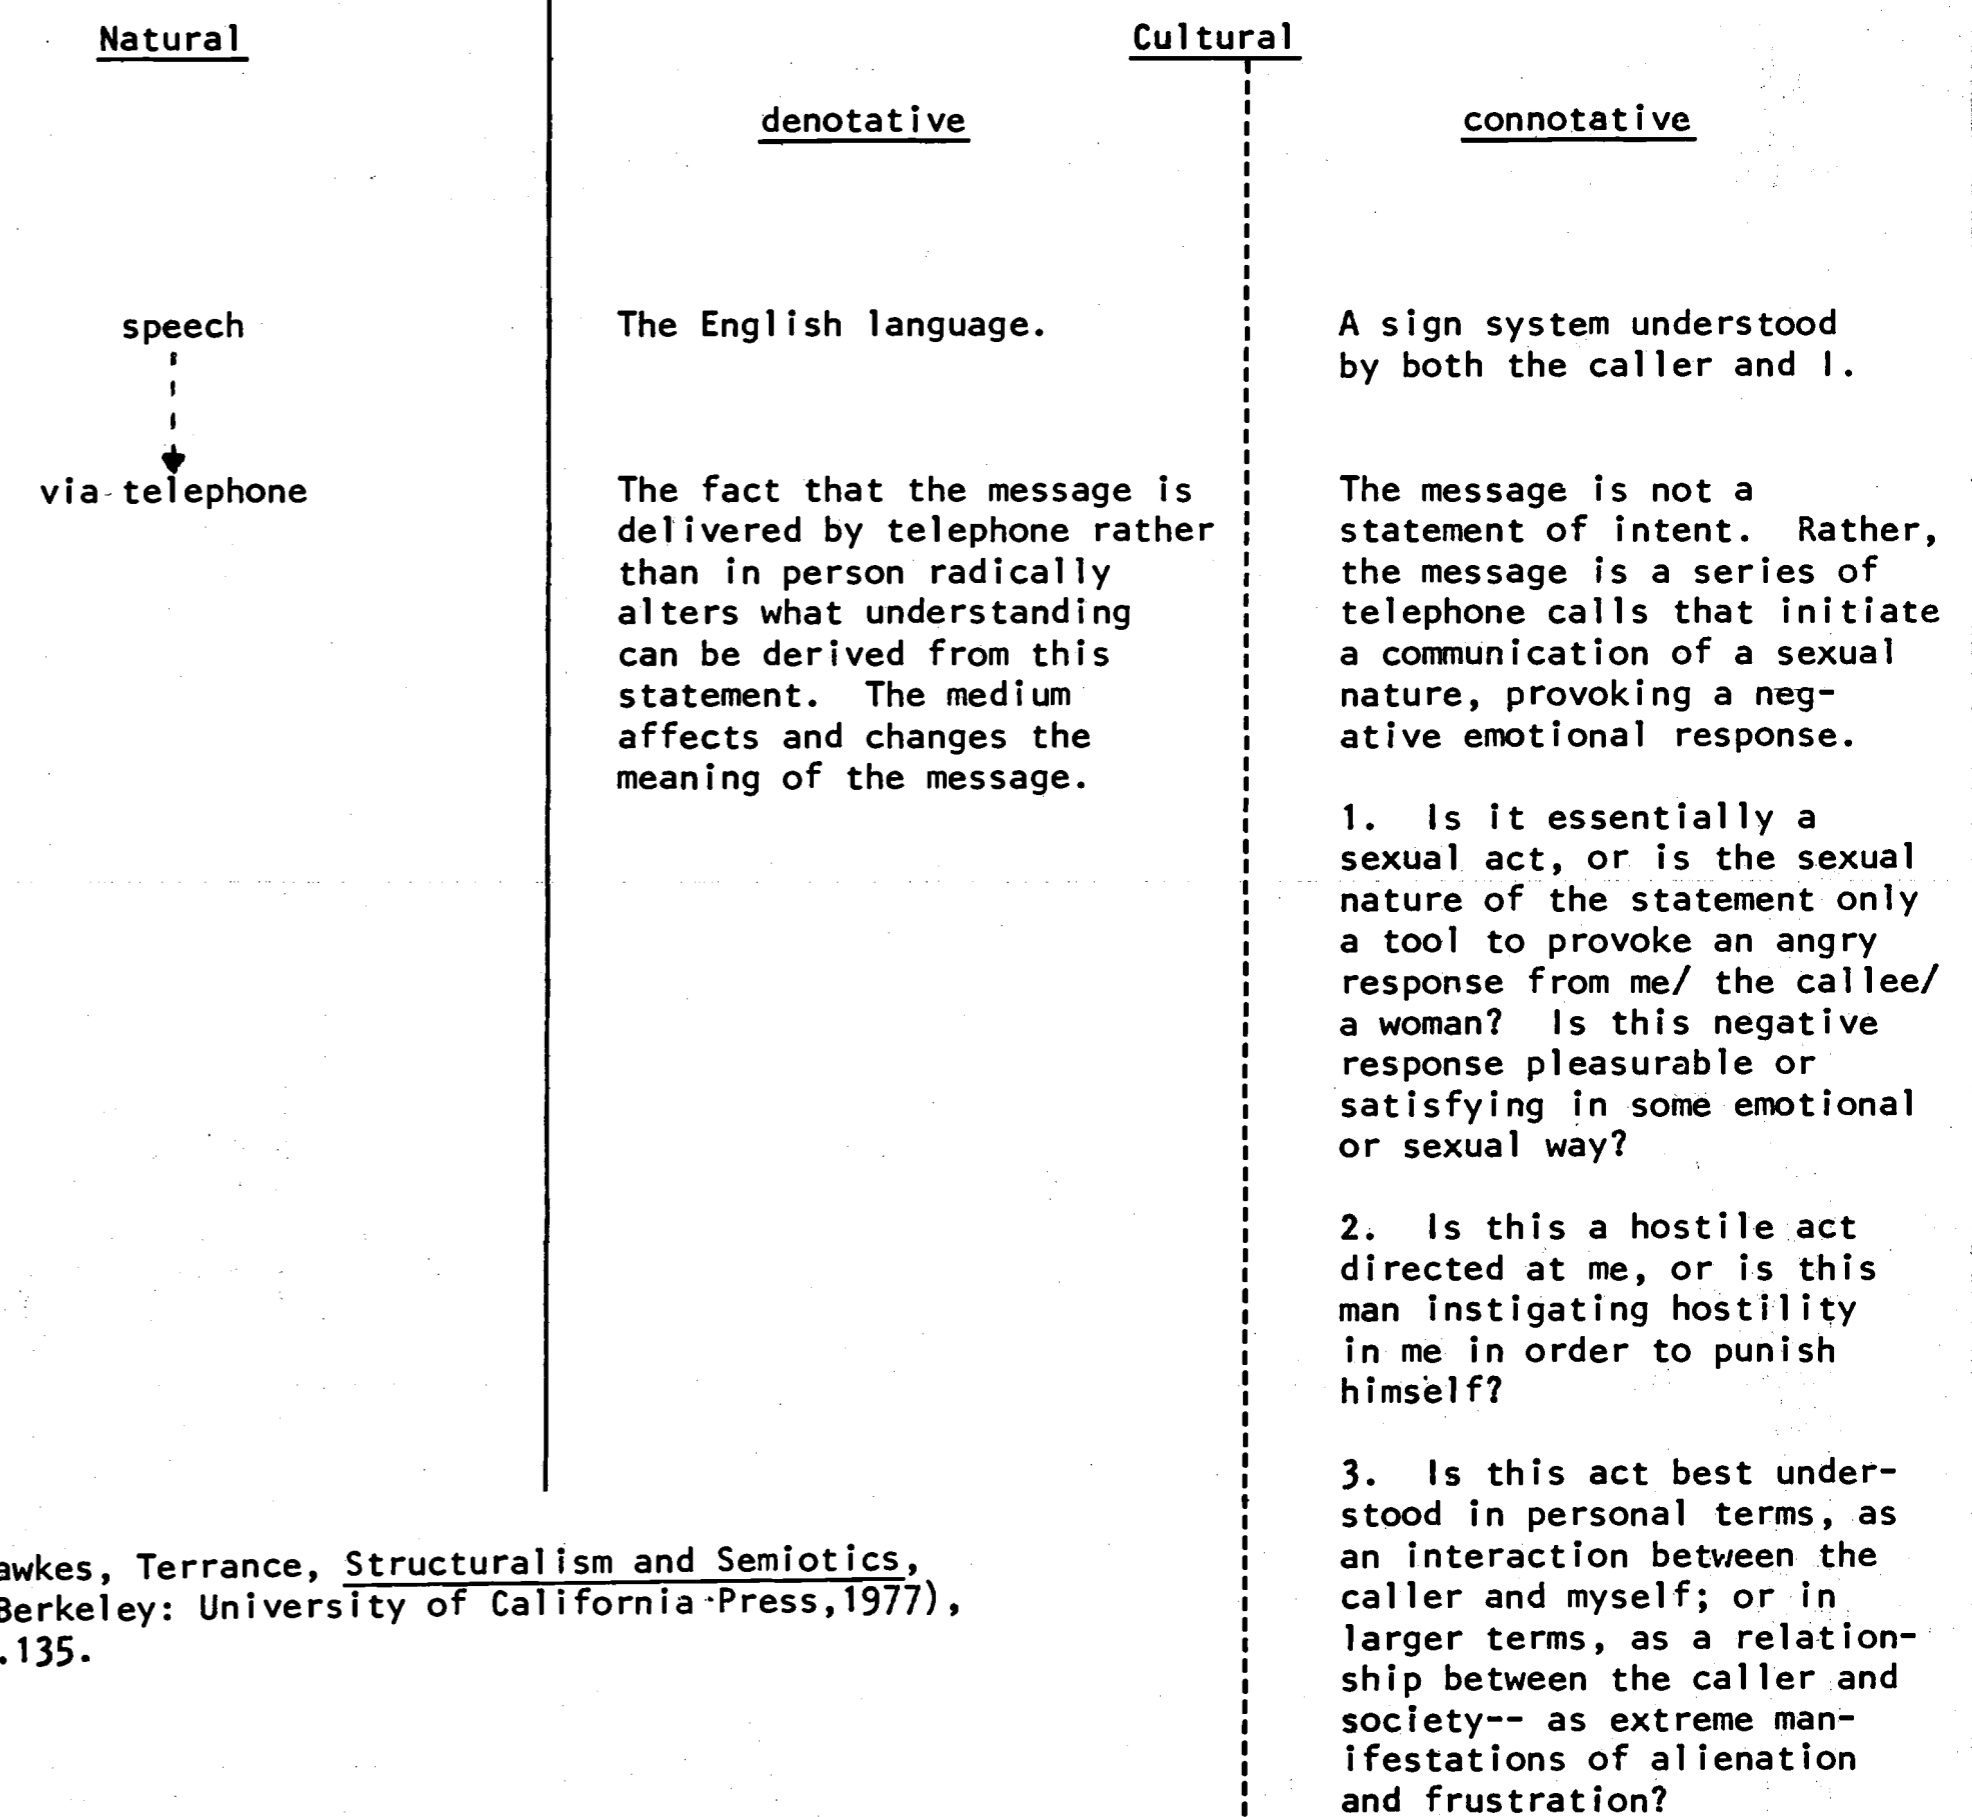 Natural
Cultural
denotative
connotative
speech
via telephone
The English language.
The fact that the message is
delivered by telephone rather
than in person radically
alters what understanding
can be derived from this
statement. The medium
affects and changes the
meaning of the message.
A sign system understood
by both the caller and I.
The message is not a
statement of intent. Rather,
the message is a series of
telephone calls that initiate
a communication of a sexual
nature, provoking a neg-
ative emotional response.
1. Is it essentially a
sexual act, or is the sexual
nature of the statement only
a tool to provoke an angry
response from me/ the callee/
a woman? Is this negative
response pleasurable or
satisfying in some emotional
or sexual way?
2. Is this a hostile act
directed at me, or is this
man instigating hostility
in me in order to punish
himself?
3. Is this act best under-
stood in personal terms, as
an interaction between the
caller and myself; or in
larger terms, as a relation-
ship between the caller and
society-- as extreme man-
ifestations of alienation
and frustration?
awkes, Terrance, Structuralism and Semiotics,
Berkeley: University of California Press,1977),
.135.